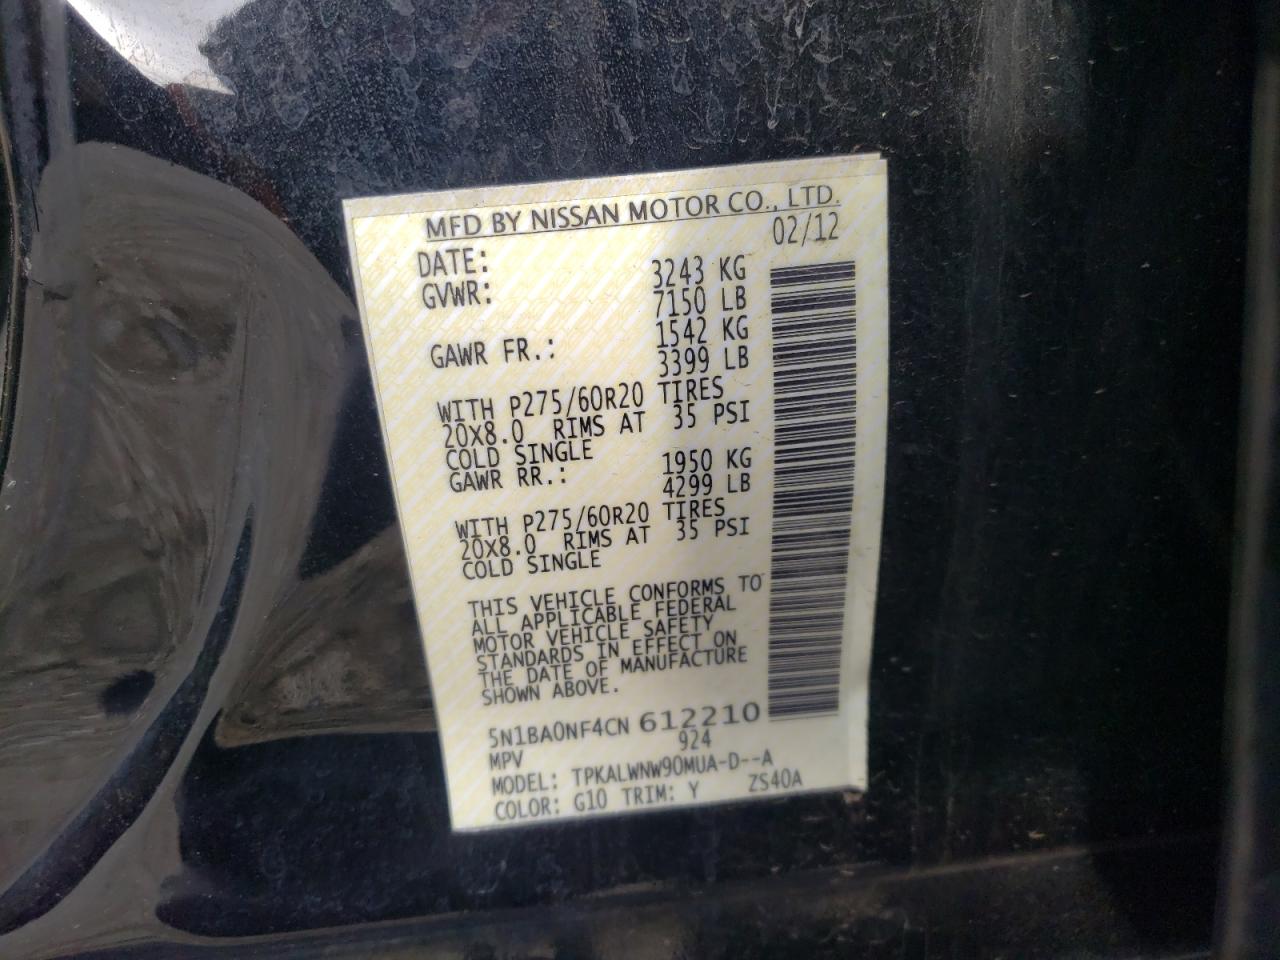 MFD BY NISSAN MOTOR CO., LTD.
DATE: 02/12
GVWR: 3243 KG
7150 LB
GAWR FR.: 1542 KG
3399 LB
WITH P275/60R20 TIRES
20X8.0 RIMS AT 35 PSI
COLD SINGLE
GAWR RR.: 1950 KG
4299 LB
WITH P275/60R20 TIRES
20X8.0 RIMS AT 35 PSI
COLD SINGLE
THIS VEHICLE CONFORMS TO
ALL APPLICABLE FEDERAL
MOTOR VEHICLE SAFETY
STANDARDS IN EFFECT ON
THE DATE OF MANUFACTURE
SHOWN ABOVE.
5N1BA0NF4CN 612210
MPV 924
MODEL: TPKALWNW90MUA-D--A
COLOR: G10 TRIM: Y ZS40A